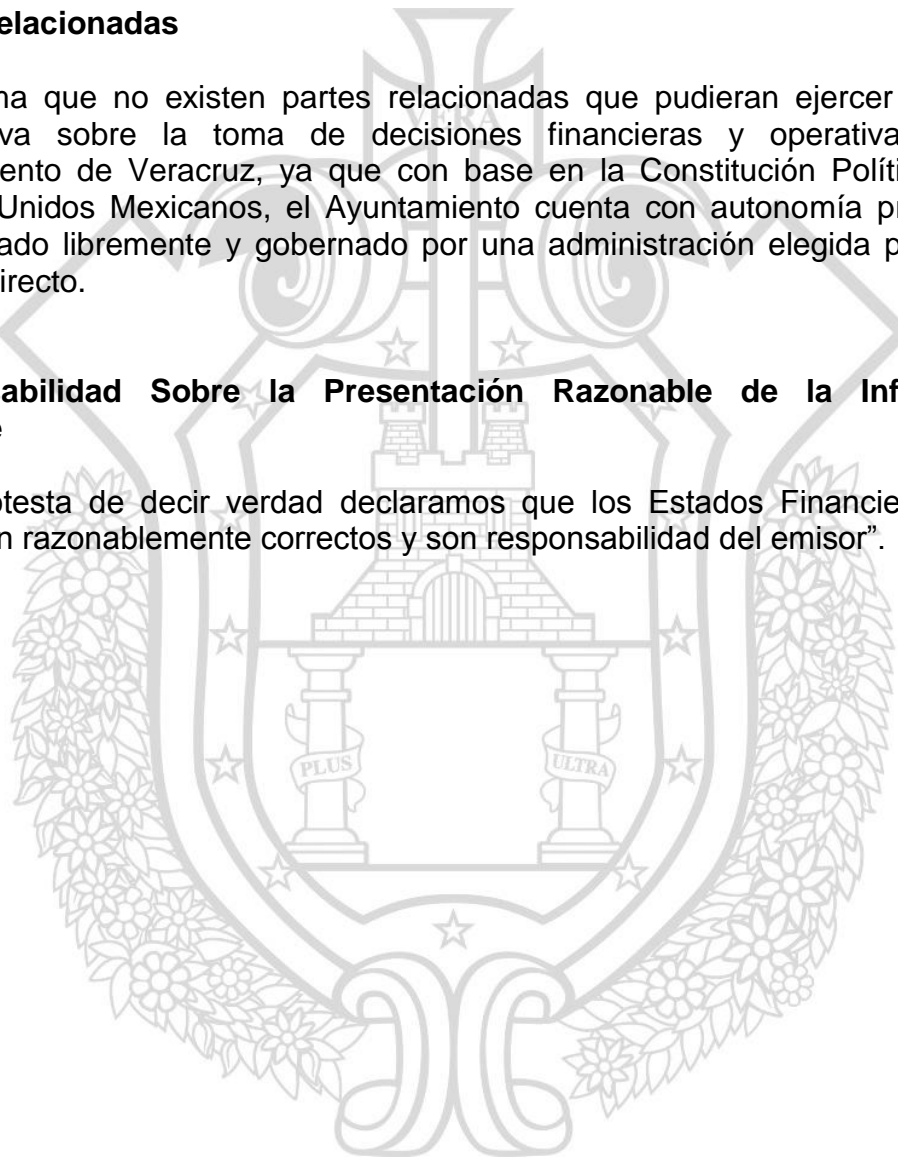 elacionadas
na que no existen partes relacionadas que pudieran ejercer
va sobre la toma de decisiones financieras y operativa
ento de Veracruz, ya que con base en la Constitución Políti
Unidos Mexicanos, el Ayuntamiento cuenta con autonomía pr
ado libremente y gobernado por una administración elegida p
irecto.
VERA
abilidad Sobre la Presentación Razonable de la Inf
e
otesta de decir verdad declaramos que los Estados Financie
n razonablemente correctos y son responsabilidad del emisor”.
PLUS
ULTRA